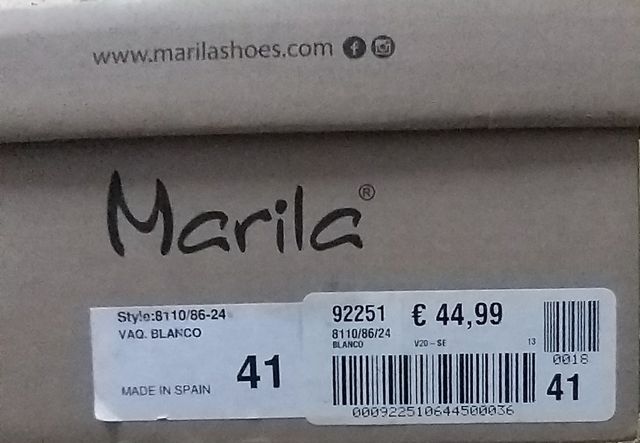 www.marilashoes.com
Marila®
Style:8110/86-24
VAQ. BLANCO
41
MADE IN SPAIN
92251 € 44,99
8110/86/24
BLANCO V20-SE 13
0018
41
000922510644500036